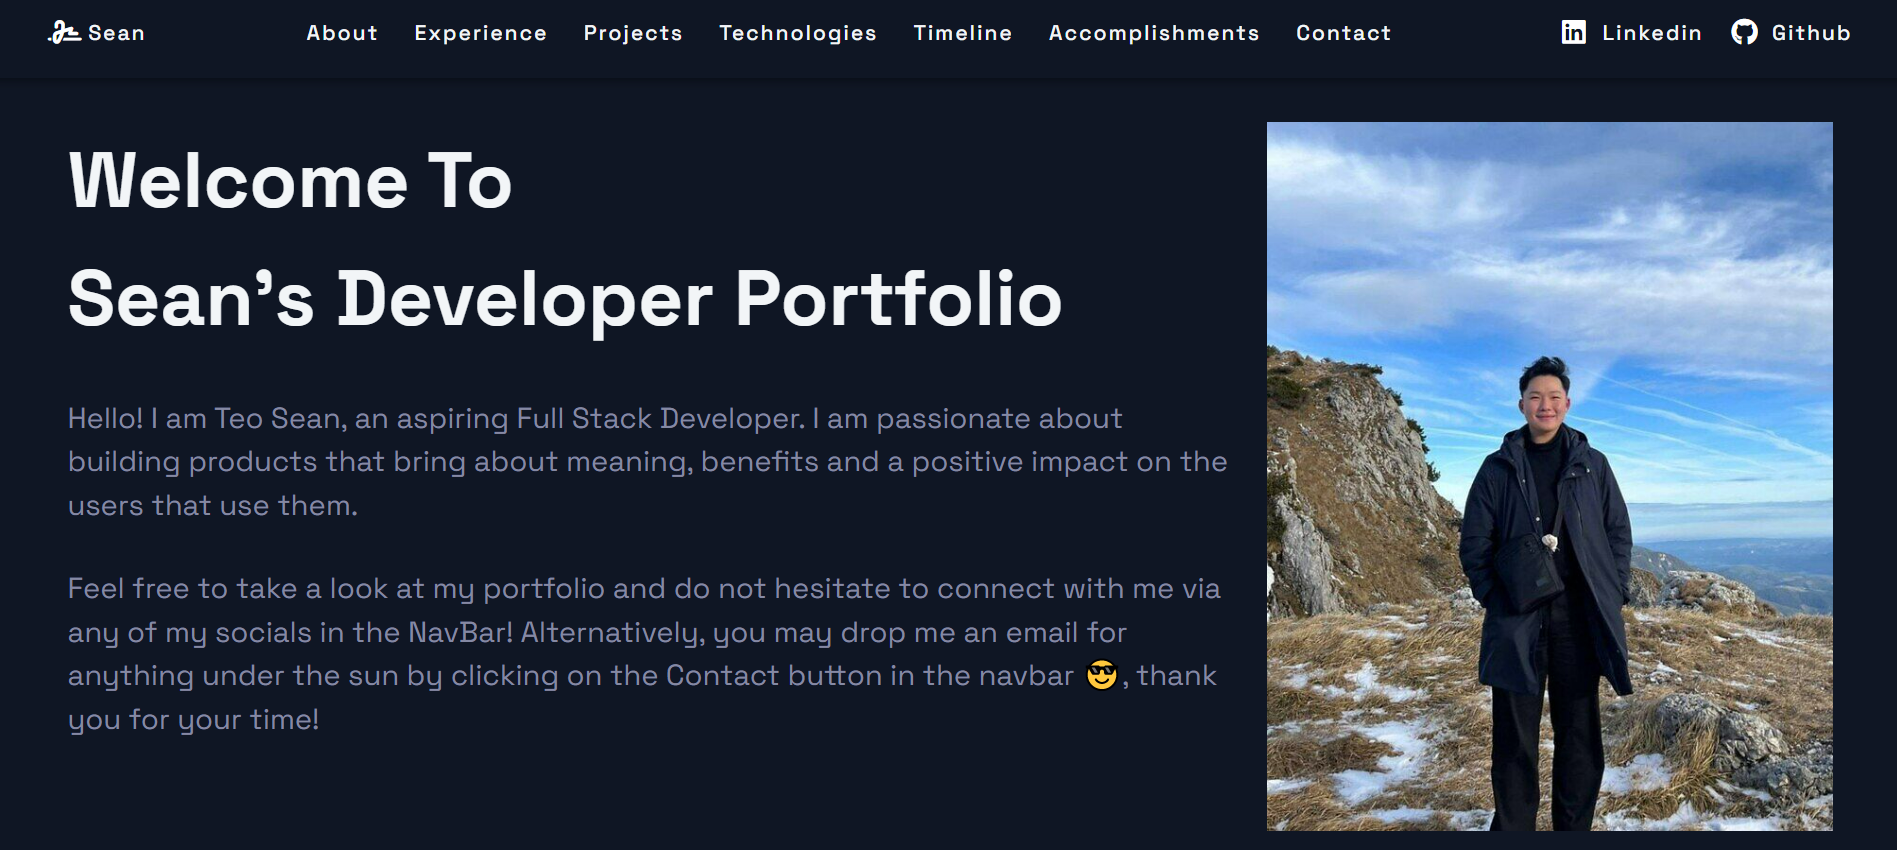 Sean About Experience Projects Technologies Timeline Accomplishments Contact Linkedin Github
Welcome To
Sean's Developer Portfolio
Hello! I am Teo Sean, an aspiring Full Stack Developer. I am passionate about
building products that bring about meaning, benefits and a positive impact on the
users that use them.
Feel free to take a look at my portfolio and do not hesitate to connect with me via
any of my socials in the NavBar! Alternatively, you may drop me an email for
anything under the sun by clicking on the Contact button in the navbar 😎, thank
you for your time!